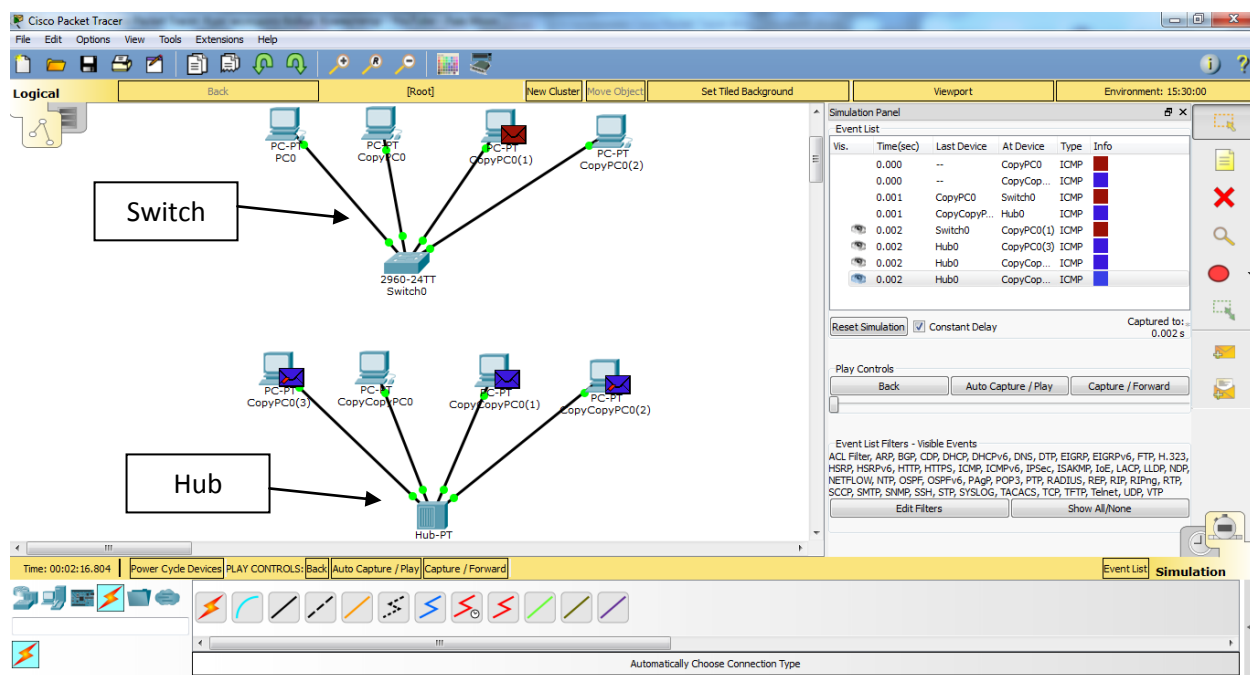 Cisco Packet Tracer
File Edit Options View Tools Extensions Help
Logical Back [Root] New Cluster Move Object Set Tiled Background Viewport Environment: 15:30:00
PC-PT
PC0
PC-PT
CopyPC0
PC-PT
CopyPC0(1)
PC-PT
CopyPC0(2)
Switch
2960-24TT
Switch0
PC-PT
CopyPC0(3)
PC-PT
CopyCopyPC0
PC-PT
CopyCopyPC0(1)
PC-PT
CopyCopyPC0(2)
Hub
Hub-PT
Simulation Panel
Event List
Vis. Time(sec) Last Device At Device Type Info
0.000 -- CopyPC0 ICMP
0.000 -- CopyCop... ICMP
0.001 CopyPC0 Switch0 ICMP
0.001 CopyCopyP... Hub0 ICMP
0.002 Switch0 CopyPC0(1) ICMP
0.002 Hub0 CopyPC0(3) ICMP
0.002 Hub0 CopyCop... ICMP
0.002 Hub0 CopyCop... ICMP
Reset Simulation Constant Delay Captured to:
0.002 s
Play Controls
Back Auto Capture / Play Capture / Forward
Event List Filters - Visible Events
ACL Filter, ARP, BGP, CDP, DHCP, DHCPv6, DNS, DTP, EIGRP, EIGRPv6, FTP, H.323,
HSRP, HSRPv6, HTTP, HTTPS, ICMP, ICMPv6, IPSec, ISAKMP, IoE, LACP, LLDP, NDP,
NETFLOW, NTP, OSPF, OSPFv6, PAgP, POP3, PTP, RADIUS, REP, RIP, RIPng, RTP,
SCCP, SMTP, SNMP, SSH, STP, SYSLOG, TACACS, TCP, TFTP, Telnet, UDP, VTP
Edit Filters Show All/None
Time: 00:02:16.804 Power Cycle Devices PLAY CONTROLS: Back Auto Capture / Play Capture / Forward Event List Simulation
Automatically Choose Connection Type